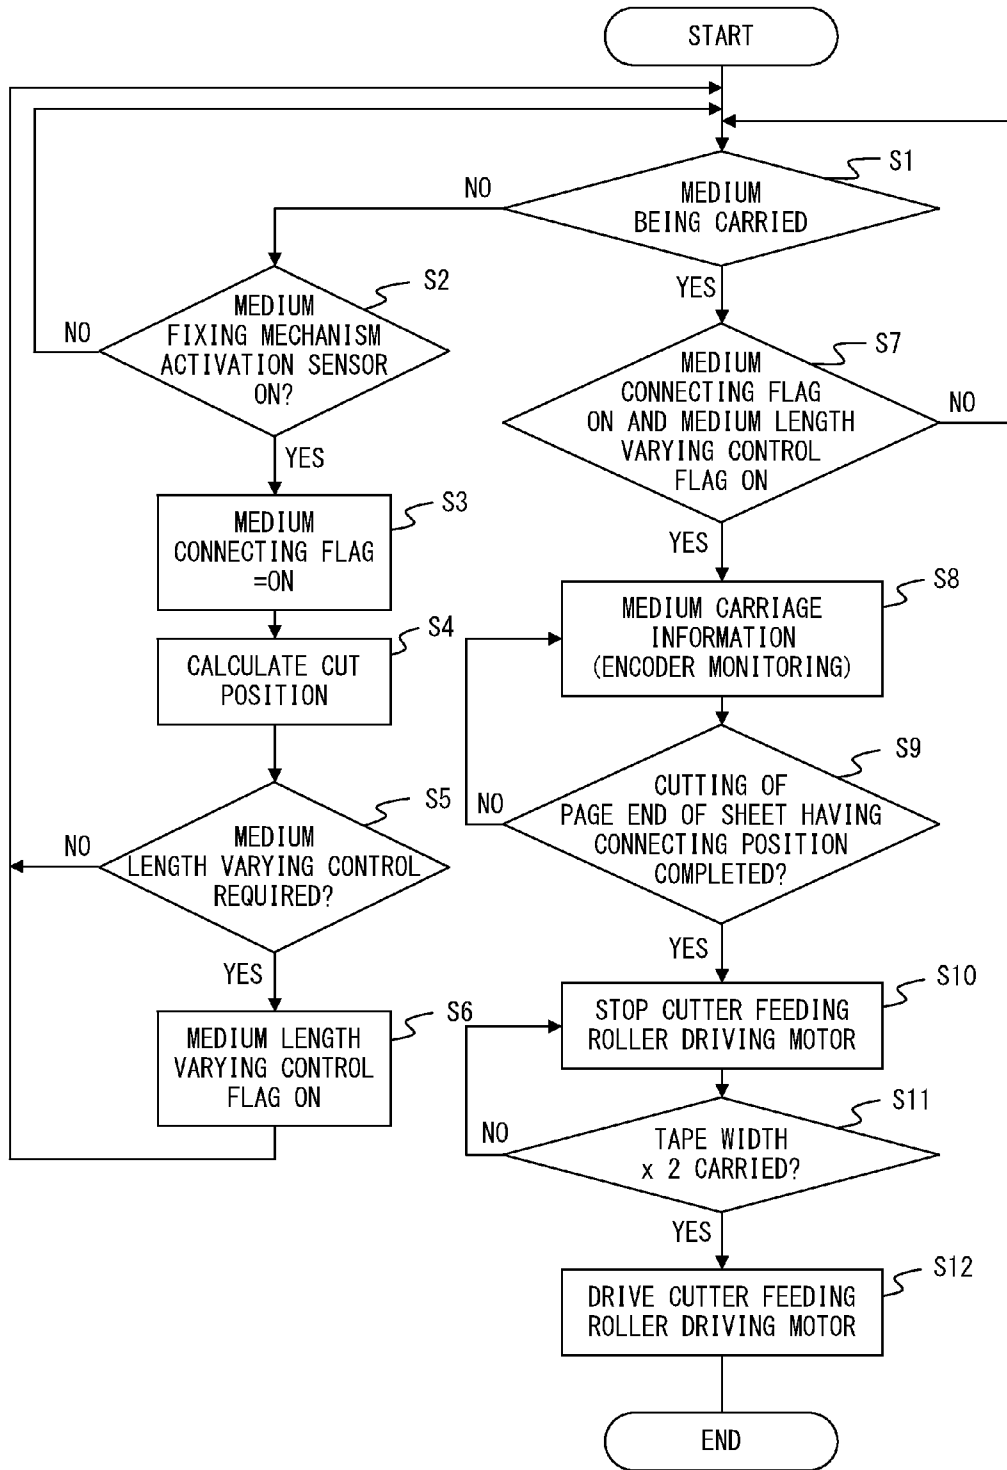 START
S1
NO
MEDIUM
BEING CARRIED
YES
S2
NO
MEDIUM
FIXING MECHANISM
ACTIVATION SENSOR
ON?
YES
S3
MEDIUM
CONNECTING FLAG
=ON
S4
CALCULATE CUT
POSITION
S5
NO
MEDIUM
LENGTH VARYING CONTROL
REQUIRED?
YES
S6
MEDIUM LENGTH
VARYING CONTROL
FLAG ON
S7
MEDIUM
CONNECTING FLAG
ON AND MEDIUM LENGTH
VARYING CONTROL
FLAG ON
NO
YES
S8
MEDIUM CARRIAGE
INFORMATION
(ENCODER MONITORING)
S9
NO
CUTTING OF
PAGE END OF SHEET HAVING
CONNECTING POSITION
COMPLETED?
YES
S10
STOP CUTTER FEEDING
ROLLER DRIVING MOTOR
S11
NO
TAPE WIDTH
x 2 CARRIED?
YES
S12
DRIVE CUTTER FEEDING
ROLLER DRIVING MOTOR
END